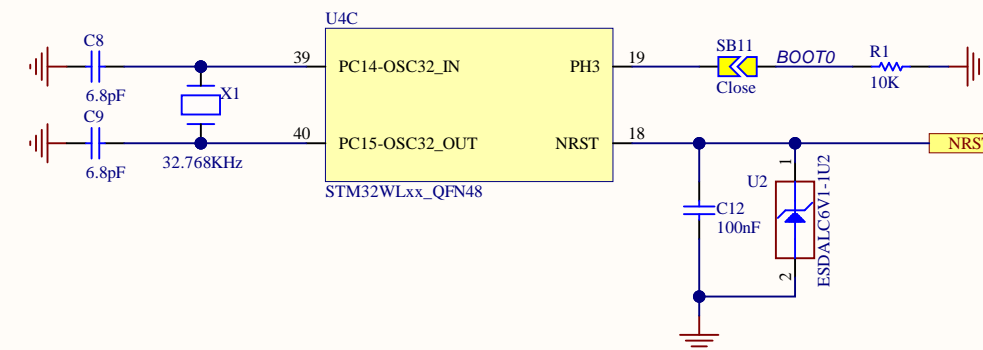 U4C
C8
6.8pF
39
PC14-OSC32_IN
PH3
19
SB11
Close
BOOT0
R1
10K
X1
C9
6.8pF
40
PC15-OSC32_OUT
NRST
18
NRST
32.768KHz
STM32WLxx_QFN48
C12
100nF
U2
1
2
ESDALC6V1-1U2